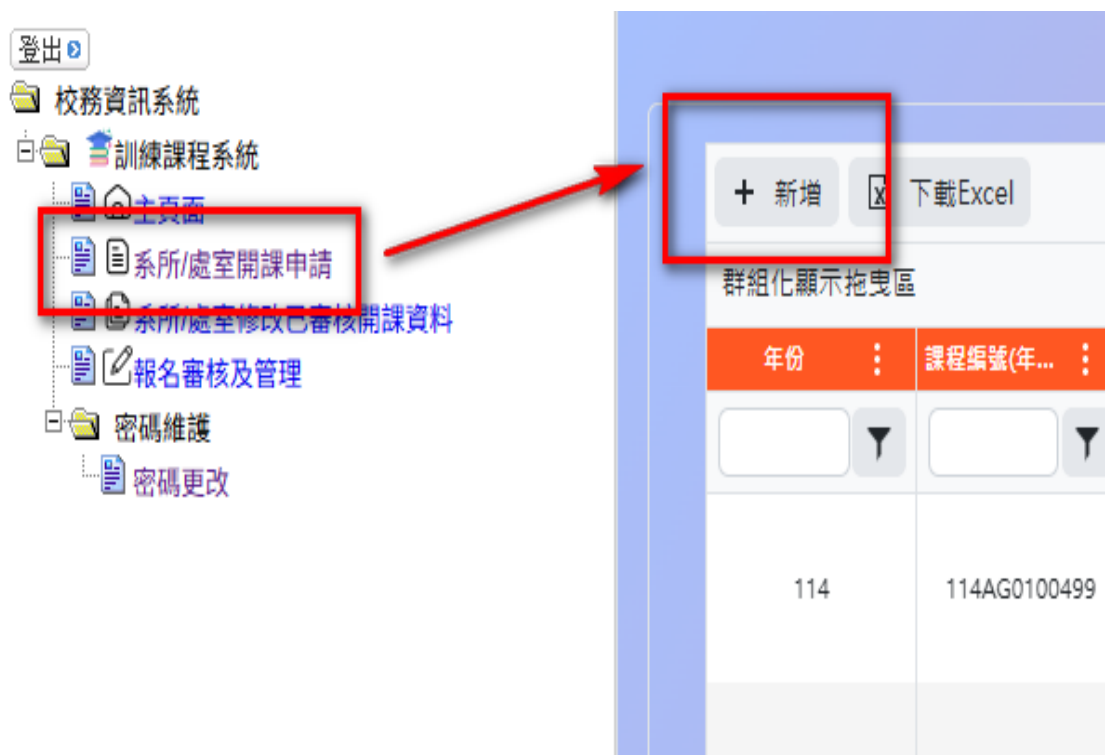 登出
校務資訊系統
訓練課程系統
主頁面
系所/處室開課申請
系所/處室修改已審核開課資料
報名審核及管理
密碼維護
密碼更改
+ 新增 下載Excel
群組化顯示拖曳區
年份 課程編號(年...
114 114AG0100499